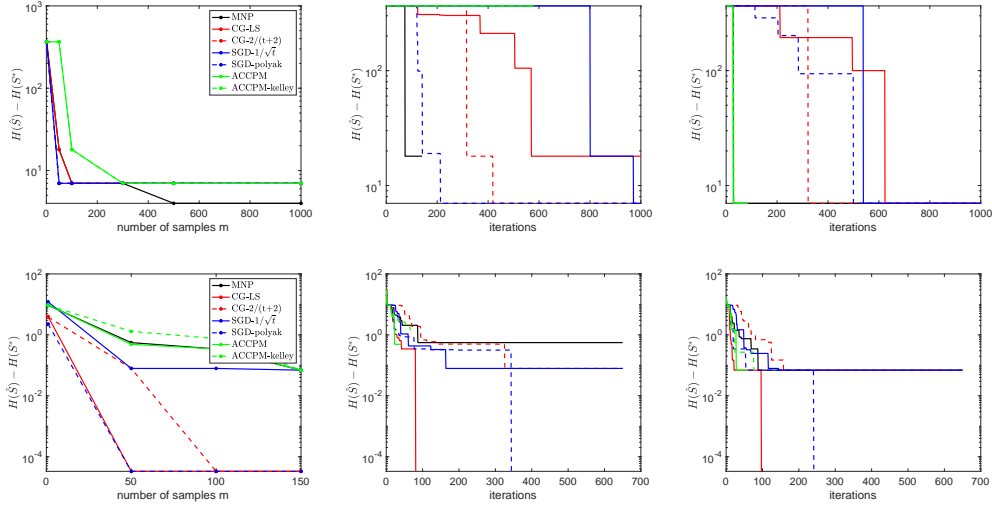 10^3
10^2
10^1
H(Ŝ) − H(S*)
0
200
400
600
800
1000
number of samples m
MNP
CG-LS
CG-2/(t+2)
SGD-1/√t
SGD-polyak
ACCPM
ACCPM-kelley
10^2
10^1
H(Ŝ) − H(S*)
0
200
400
600
800
1000
iterations
10^2
10^1
H(Ŝ) − H(S*)
0
200
400
600
800
1000
iterations
10^2
10^0
10^-2
10^-4
H(Ŝ) − H(S*)
0
50
100
150
number of samples m
MNP
CG-LS
CG-2/(t+2)
SGD-1/√t
SGD-polyak
ACCPM
ACCPM-kelley
10^2
10^0
10^-2
10^-4
H(Ŝ) − H(S*)
0
100
200
300
400
500
600
700
iterations
10^2
10^0
10^-2
10^-4
H(Ŝ) − H(S*)
0
100
200
300
400
500
600
700
iterations